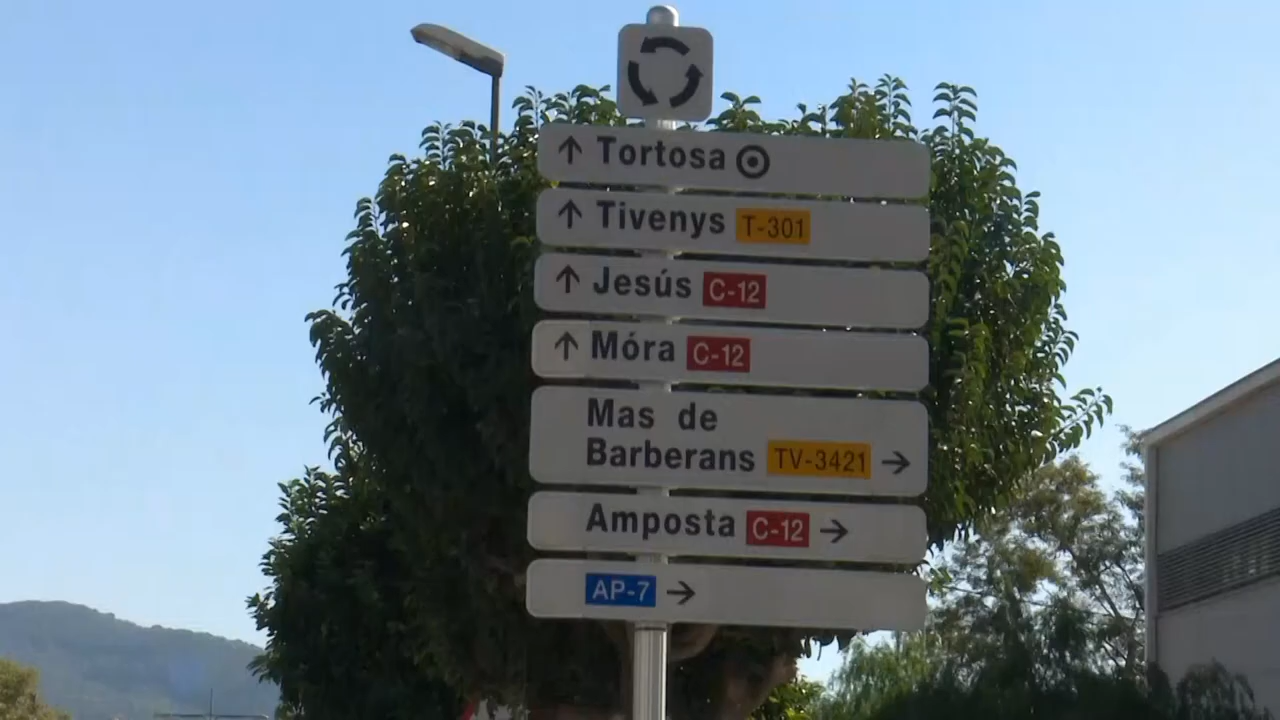 Tortosa
Tivenys T-301
Jesús C-12
Móra C-12
Mas de
Barberans TV-3421
Amposta C-12
AP-7